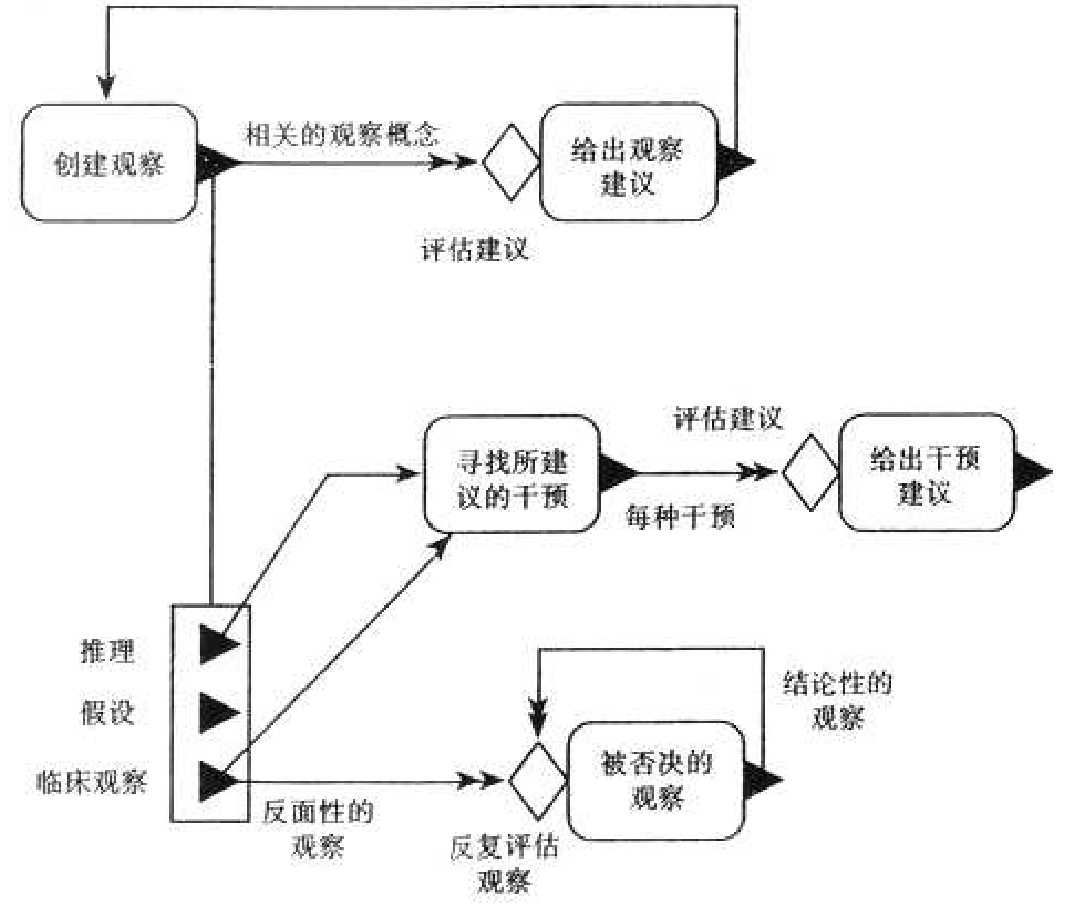 创建观察
相关的观察概念
给出观察
建议
评估建议
评估建议
寻找所建
议的干预
给出干预
建议
每种干预
推理
假设
临床观察
结论性的
观察
被否决的
观察
反面性的
观察
反复评估
观察